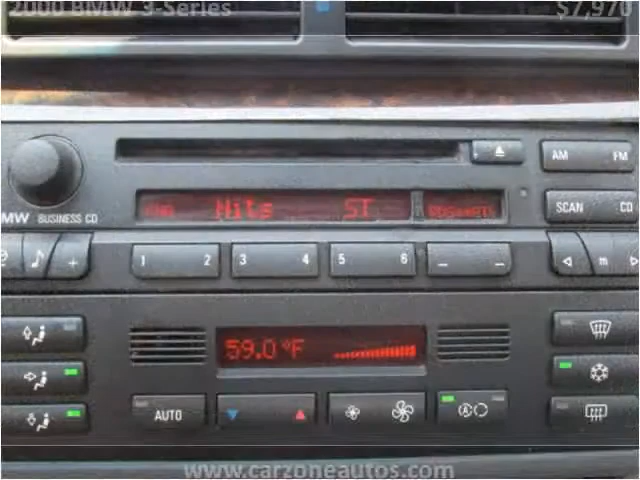 2000 BMW 3-Series $7,970
AM FM
Hits ST
SCAN CD
BMW BUSINESS CD
1 2 3 4 5 6 — —
m
59.0°F
AUTO
A
www.carzoneautos.com